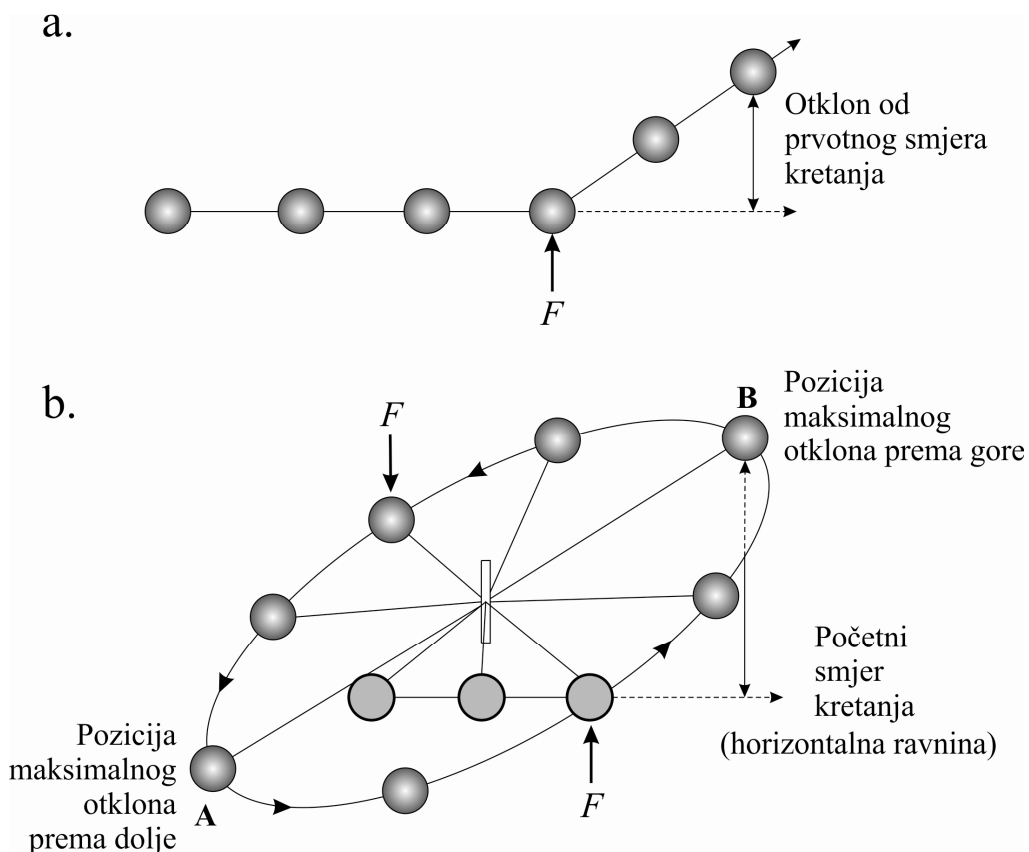 a.
Otklon od
prvotnog smjera
kretanja
F
b.
F
B
Pozicija
maksimalnog
otklona prema gore
Početni
smjer
kretanja
(horizontalna ravnina)
Pozicija
maksimalnog
otklona
prema dolje
A
F